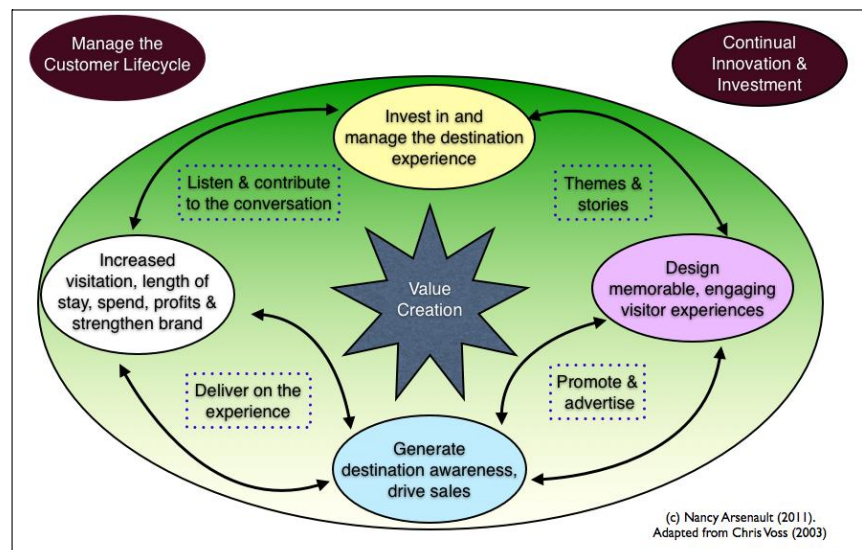 Manage the
Customer Lifecycle
Continual
Innovation &
Investment
Invest in and
manage the destination
experience
Listen & contribute
to the conversation
Themes &
stories
Increased
visitation, length of
stay, spend, profits &
strengthen brand
Value
Creation
Design
memorable, engaging
visitor experiences
Deliver on the
experience
Promote &
advertise
Generate
destination awareness,
drive sales
(c) Nancy Arsenault (2011).
Adapted from Chris Voss (2003)